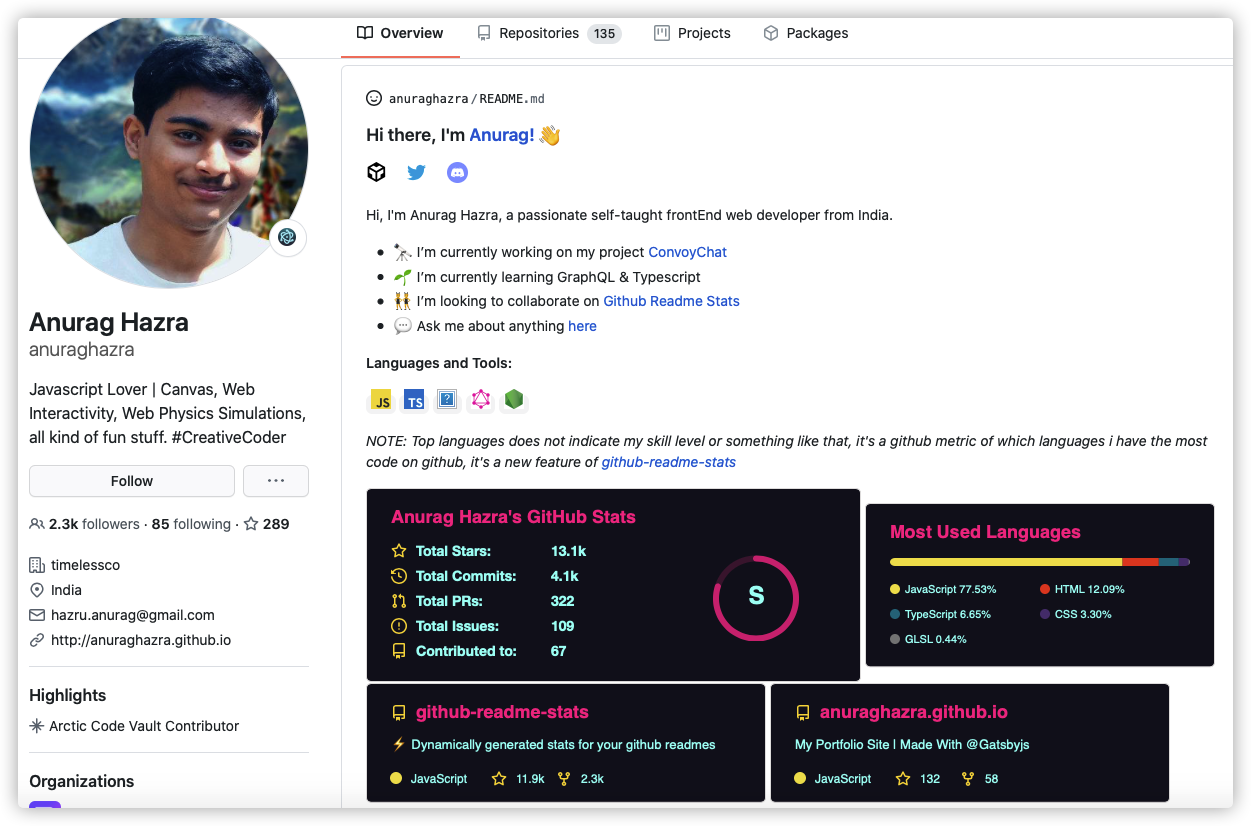 Overview
Repositories 135
Projects
Packages
anuraghazra/README.md
Hi there, I'm Anurag! 👋
Hi, I'm Anurag Hazra, a passionate self-taught frontEnd web developer from India.
🔭 I’m currently working on my project ConvoyChat
🌱 I’m currently learning GraphQL & Typescript
👯 I’m looking to collaborate on Github Readme Stats
💬 Ask me about anything here
Languages and Tools:
JS
TS
?
NOTE: Top languages does not indicate my skill level or something like that, it's a github metric of which languages i have the most
code on github, it's a new feature of github-readme-stats
Anurag Hazra
anuraghazra
Javascript Lover | Canvas, Web
Interactivity, Web Physics Simulations,
all kind of fun stuff. #CreativeCoder
Follow
...
2.3k followers · 85 following · 289
timelessco
India
hazru.anurag@gmail.com
http://anuraghazra.github.io
Highlights
Arctic Code Vault Contributor
Organizations
Anurag Hazra's GitHub Stats
Total Stars: 13.1k
Total Commits: 4.1k
Total PRs: 322
Total Issues: 109
Contributed to: 67
S
Most Used Languages
JavaScript 77.53%
HTML 12.09%
TypeScript 6.65%
CSS 3.30%
GLSL 0.44%
github-readme-stats
⚡ Dynamically generated stats for your github readmes
JavaScript 11.9k 2.3k
anuraghazra.github.io
My Portfolio Site | Made With @Gatsbyjs
JavaScript 132 58